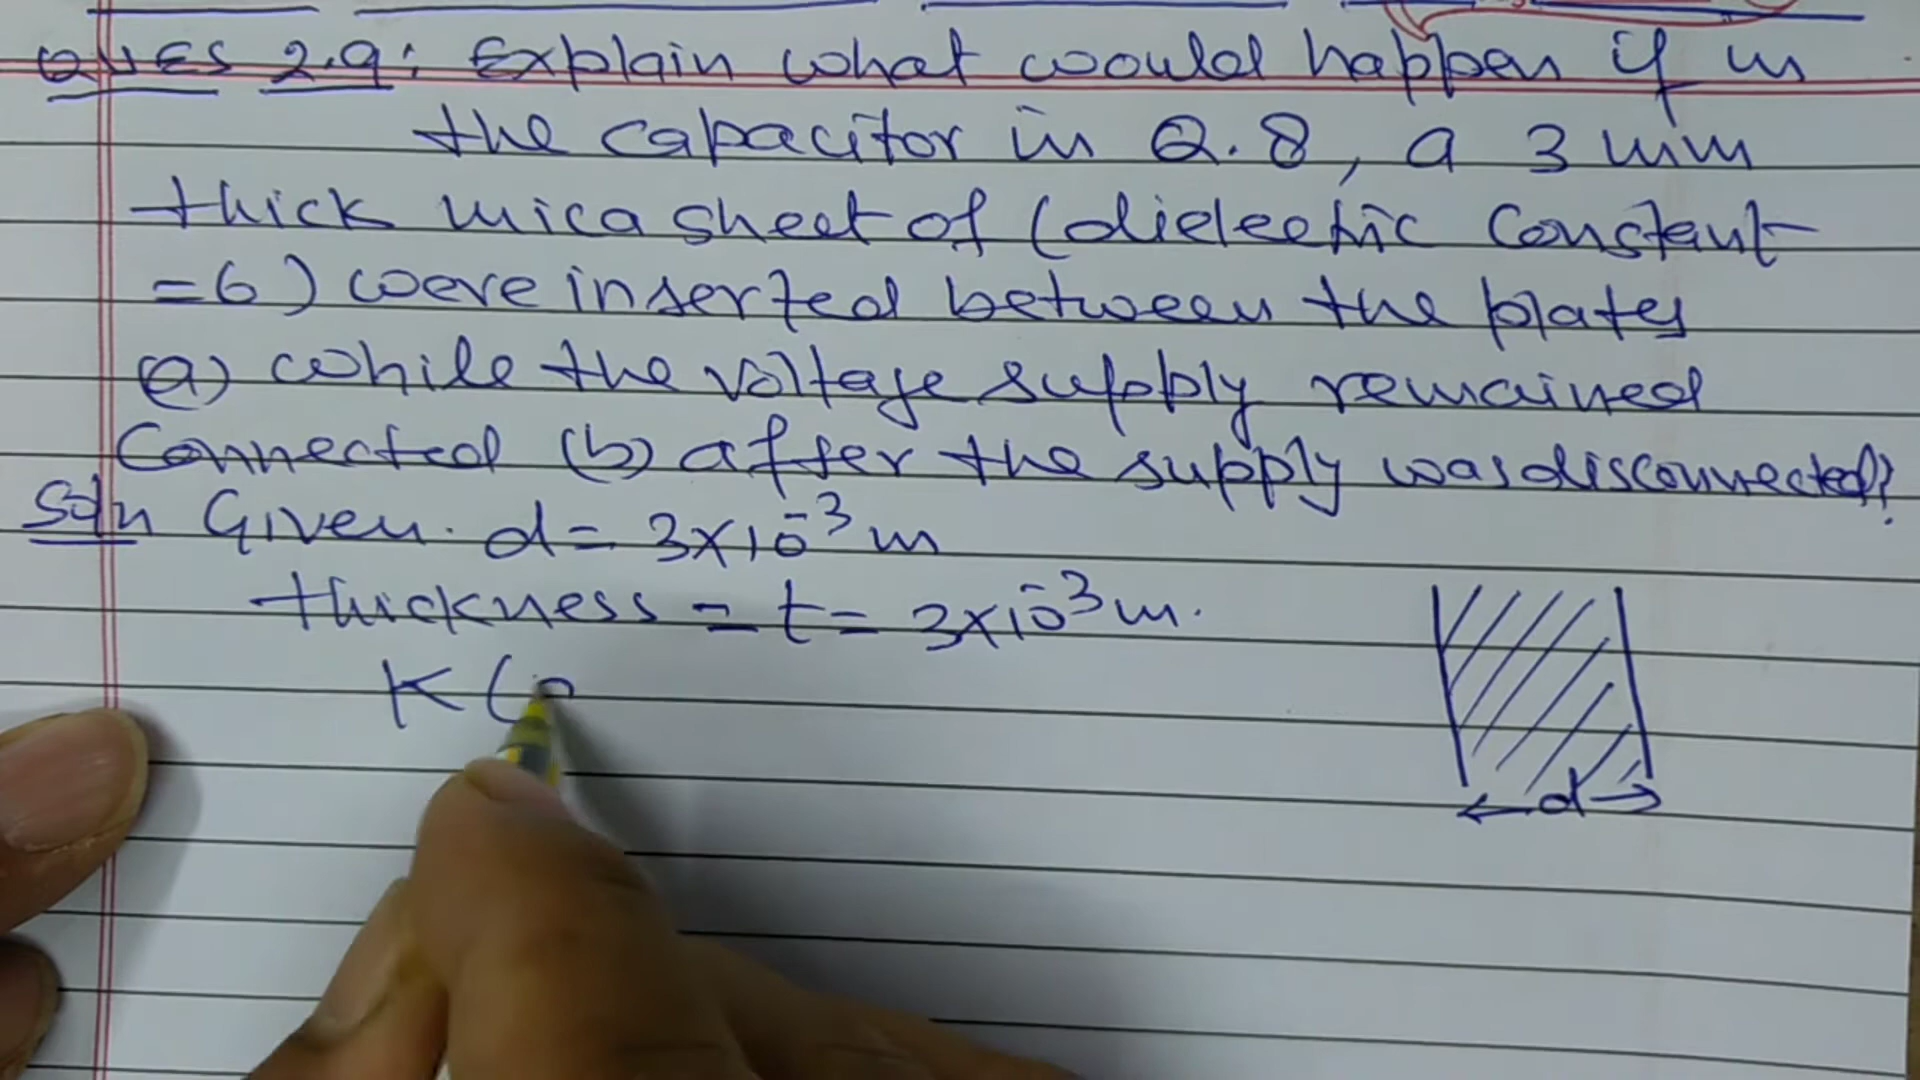 QUES 2.9: Explain what would happen if in
the capacitor in Q.8, a 3 mm
thick mica sheet of (dielectric constant
=6) were inserted between the plates
(a) while the voltage supply remained
connected (b) after the supply was disconnected?
Soln Given. d = 3×10⁻³ m
thickness = t = 3×10⁻³ m.
K (
d